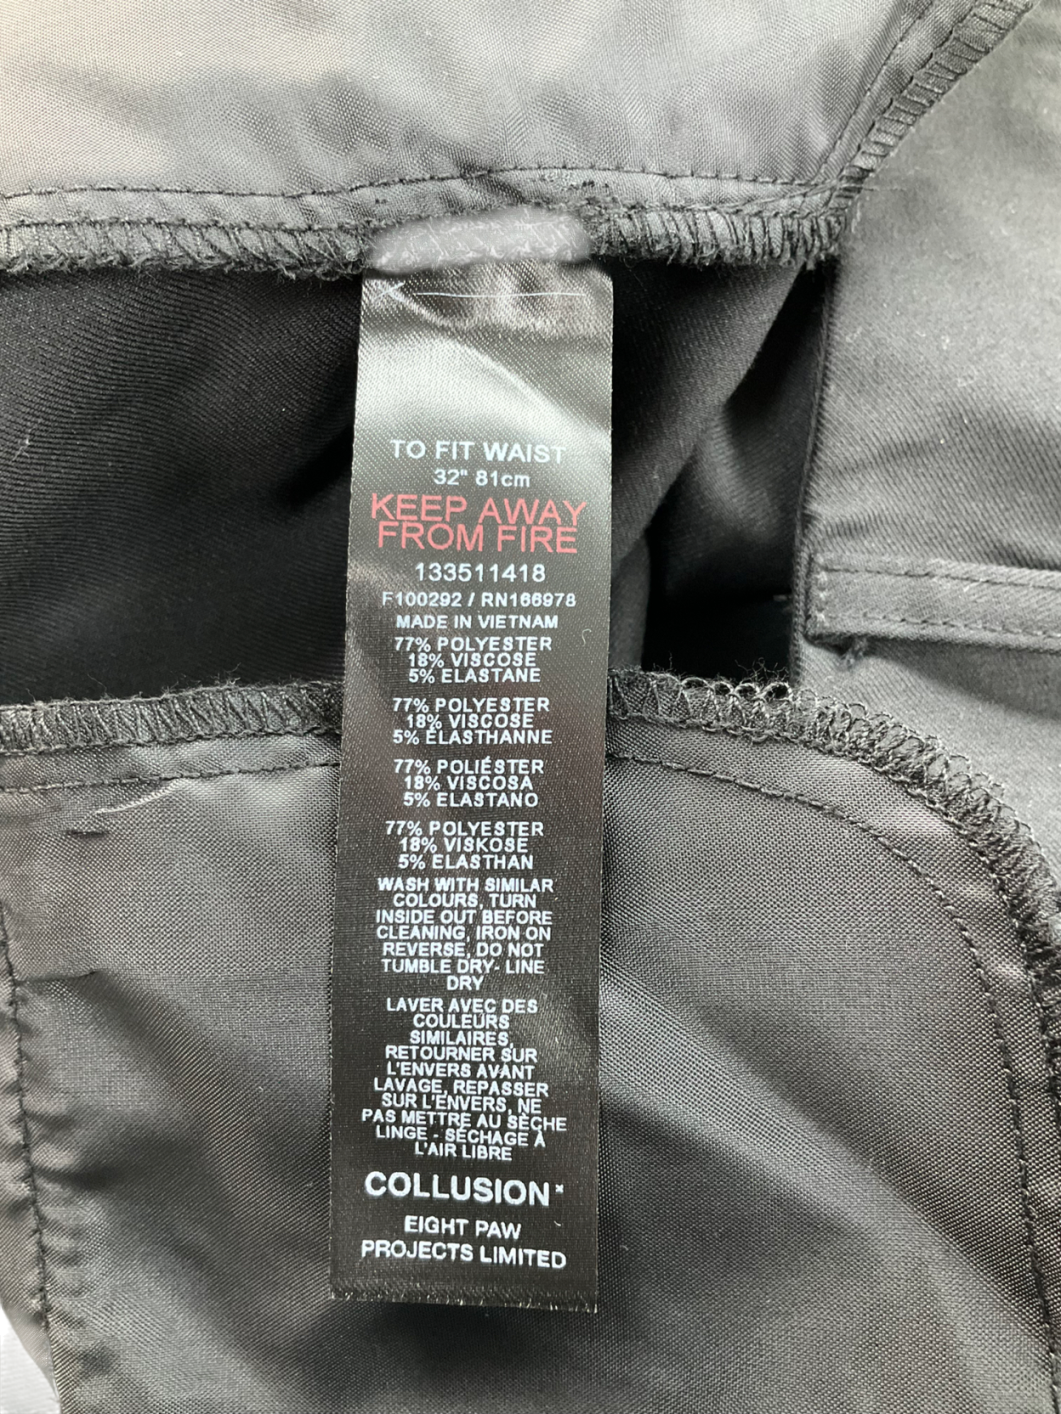 TO FIT WAIST
32" 81cm
KEEP AWAY
FROM FIRE
133511418
F100292 / RN166978
MADE IN VIETNAM
77% POLYESTER
18% VISCOSE
5% ELASTANE
77% POLYESTER
18% VISCOSE
5% ÉLASTHANNE
77% POLIÉSTER
18% VISCOSA
5% ELASTANO
77% POLYESTER
18% VISKOSE
5% ELASTHAN
WASH WITH SIMILAR
COLOURS, TURN
INSIDE OUT BEFORE
CLEANING, IRON ON
REVERSE, DO NOT
TUMBLE DRY- LINE
DRY
LAVER AVEC DES
COULEURS
SIMILAIRES,
RETOURNER SUR
L'ENVERS AVANT
LAVAGE, REPASSER
SUR L'ENVERS, NE
PAS METTRE AU SÈCHE
LINGE - SÉCHAGE À
L'AIR LIBRE
COLLUSION×
EIGHT PAW
PROJECTS LIMITED